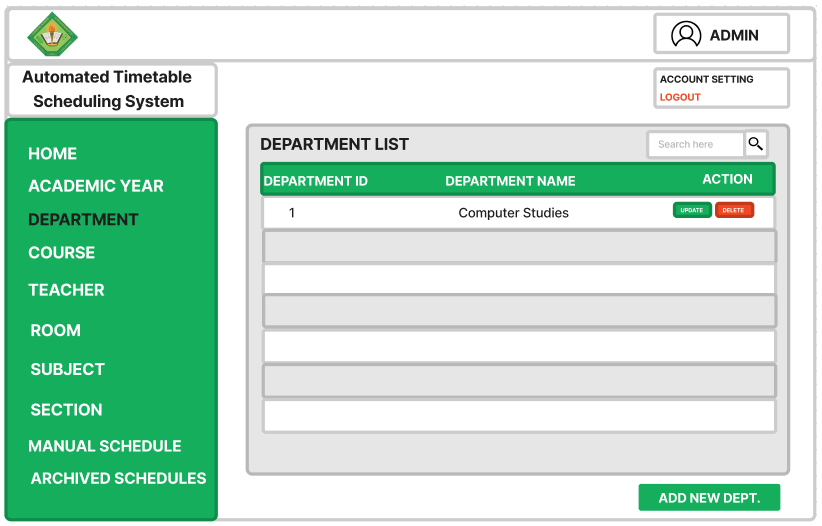 ADMIN
Automated Timetable
Scheduling System
ACCOUNT SETTING
LOGOUT
HOME
ACADEMIC YEAR
DEPARTMENT
COURSE
TEACHER
ROOM
SUBJECT
SECTION
MANUAL SCHEDULE
ARCHIVED SCHEDULES
DEPARTMENT LIST
Search here
DEPARTMENT ID DEPARTMENT NAME ACTION
1 Computer Studies UPDATE DELETE
ADD NEW DEPT.